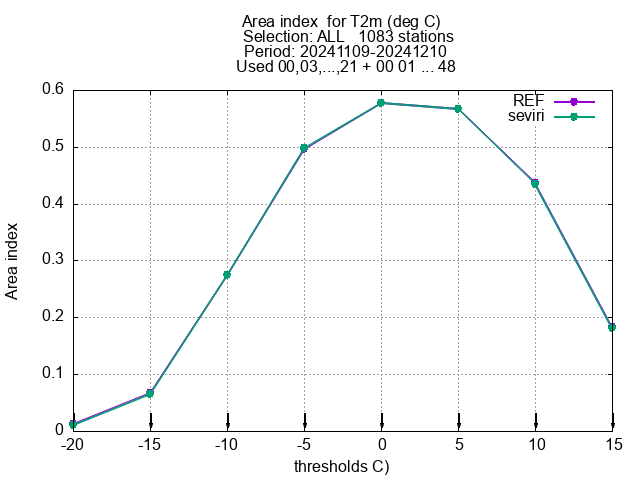 Area index  for T2m (deg C)
Selection: ALL   1083 stations
Period: 20241109-20241210
Used 00,03,...,21 + 00 01 ... 48
REF
seviri
Area index
0.6
0.5
0.4
0.3
0.2
0.1
0
-20 -15 -10 -5 0 5 10 15
thresholds C)